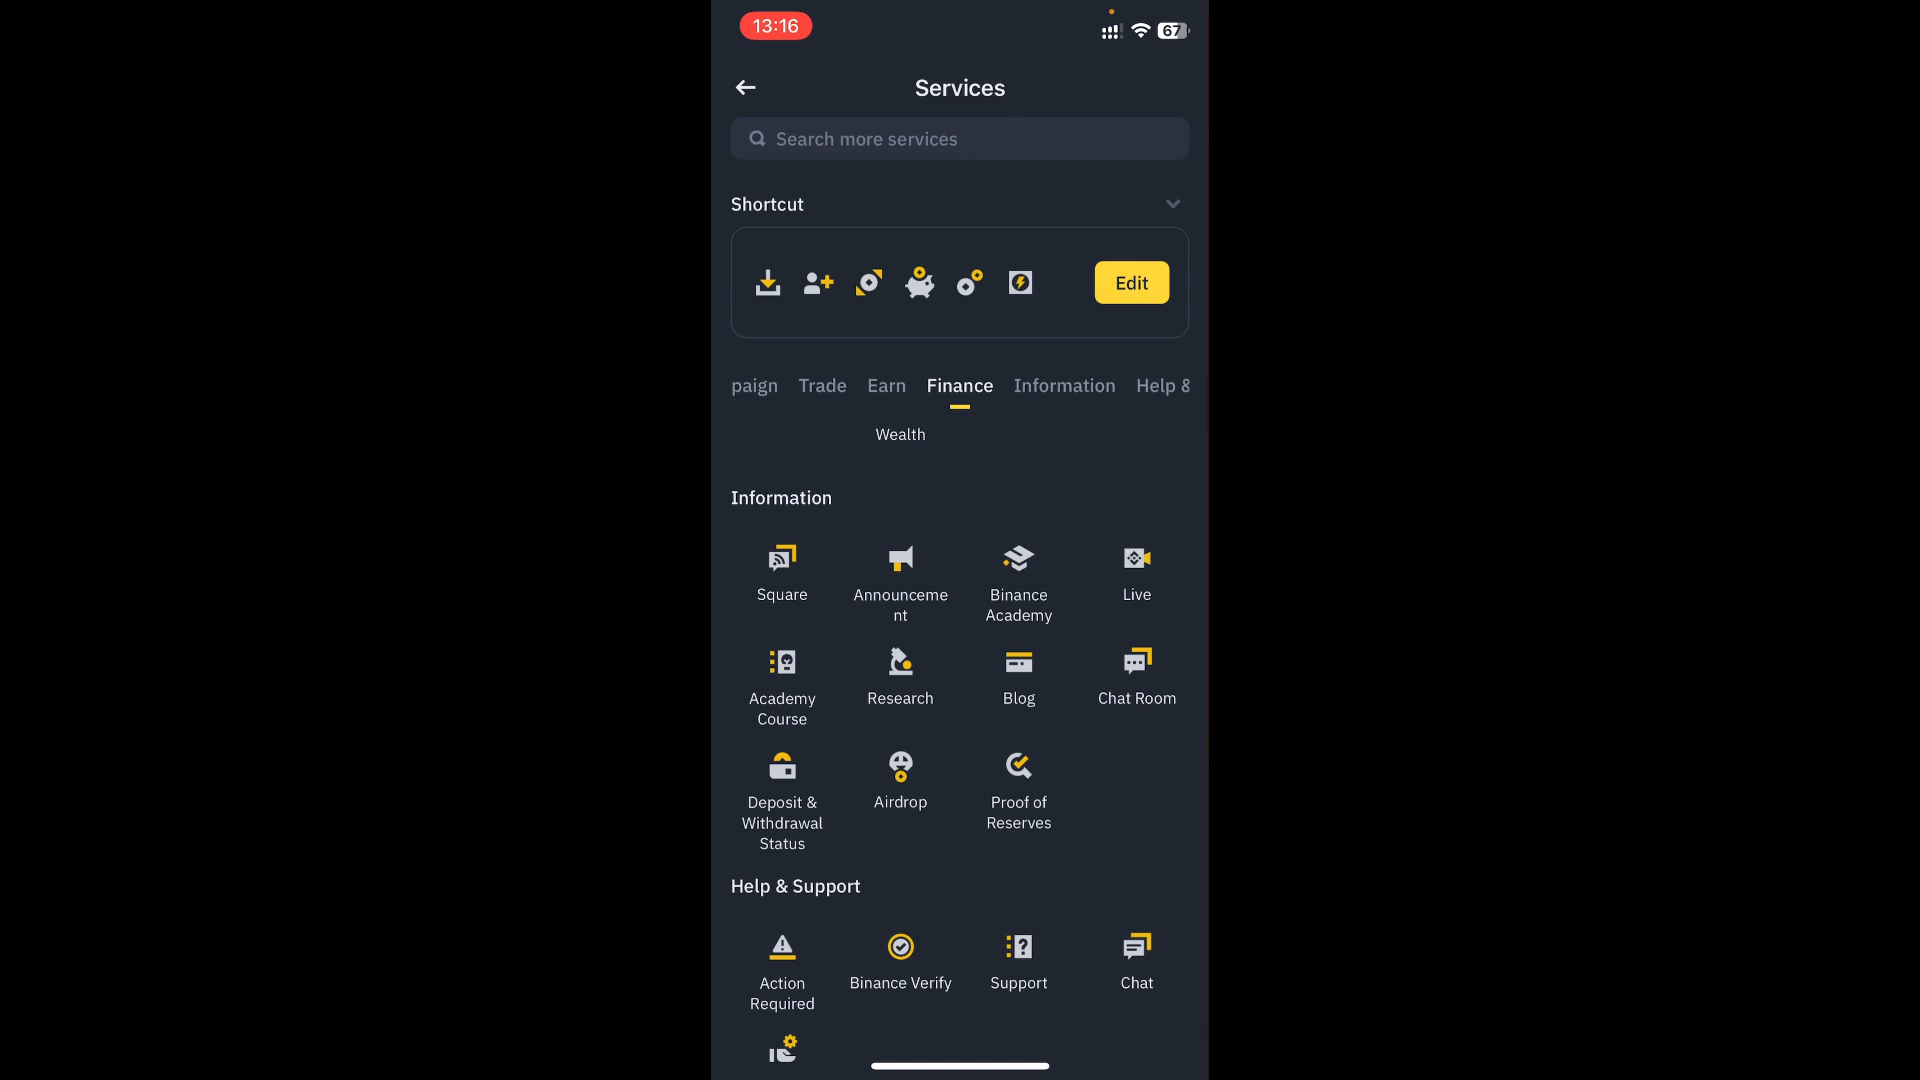 13:16
67
Services
Search more services
Shortcut
Edit
paign Trade Earn Finance Information Help &
Wealth
Information
Square Announceme Binance Live
nt Academy
Academy Research Blog Chat Room
Course
Deposit & Airdrop Proof of
Withdrawal Reserves
Status
Help & Support
Action Binance Verify Support Chat
Required